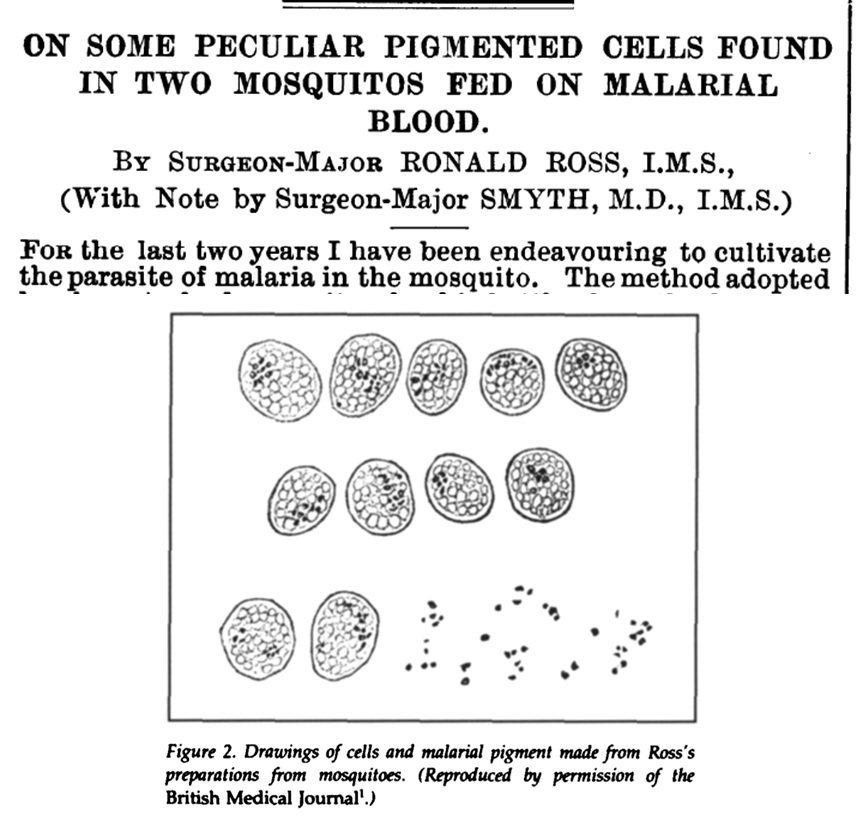 ON SOME PECULIAR PIGMENTED CELLS FOUND
IN TWO MOSQUITOS FED ON MALARIAL
BLOOD.
BY SURGEON-MAJOR RONALD ROSS, I.M.S.,
(With Note by Surgeon-Major SMYTH, M.D., I.M.S.)
FOR the last two years I have been endeavouring to cultivate
the parasite of malaria in the mosquito. The method adopted
Figure 2. Drawings of cells and malarial pigment made from Ross's
preparations from mosquitoes. (Reproduced by permission of the
British Medical Journal¹.)